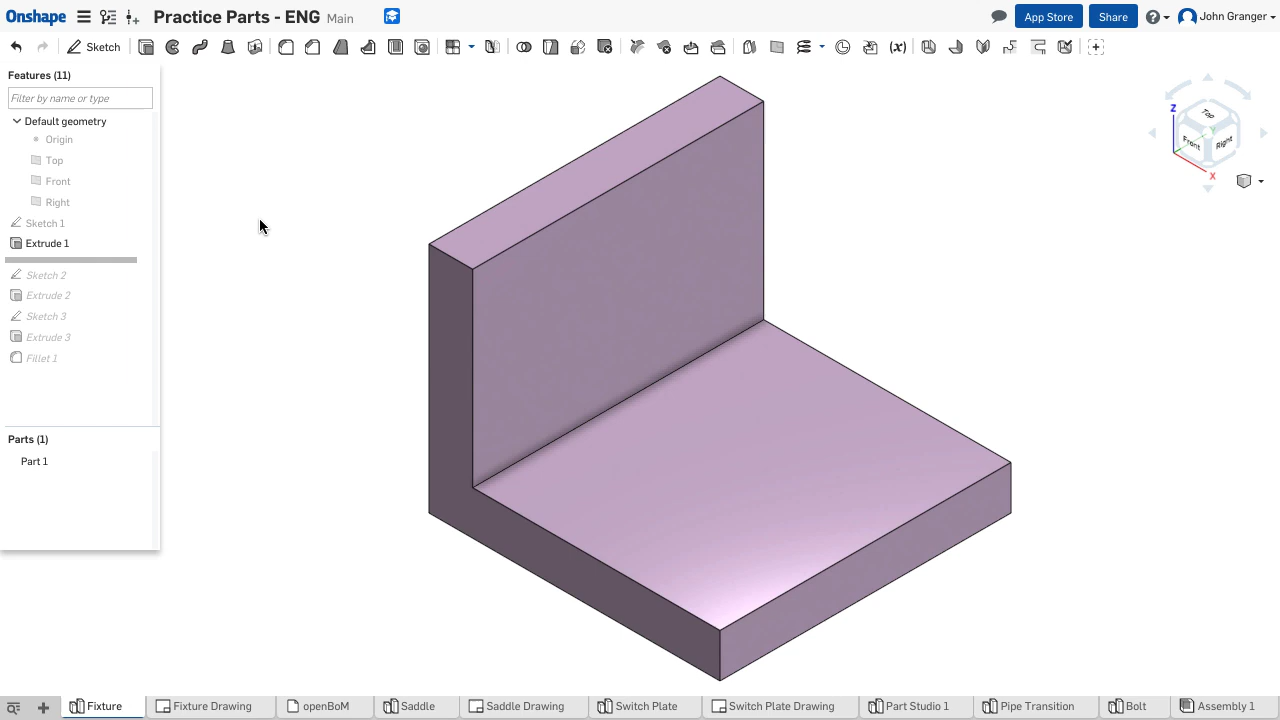 Onshape Practice Parts - ENG Main App Store Share John Granger
Sketch (x)
Features (11)
Filter by name or type
Default geometry
Origin
Top
Front
Right
Sketch 1
Extrude 1
Sketch 2
Extrude 2
Sketch 3
Extrude 3
Fillet 1
Parts (1)
Part 1
Z
Top
Y
Front Right
X
Fixture Fixture Drawing openBoM Saddle Saddle Drawing Switch Plate Switch Plate Drawing Part Studio 1 Pipe Transition Bolt Assembly 1